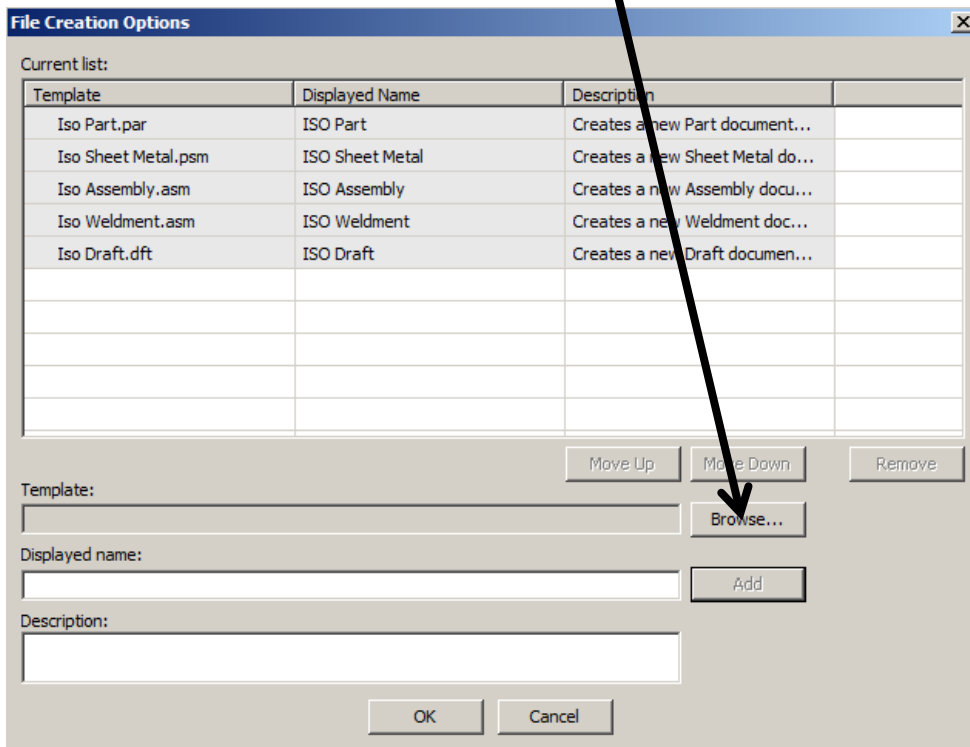 File Creation Options
Current list:
Template Displayed Name Description
Iso Part.par ISO Part Creates a new Part document...
Iso Sheet Metal.psm ISO Sheet Metal Creates a new Sheet Metal do...
Iso Assembly.asm ISO Assembly Creates a new Assembly docu...
Iso Weldment.asm ISO Weldment Creates a new Weldment doc...
Iso Draft.dft ISO Draft Creates a new Draft documen...
Move Up Move Down Remove
Template:
Browse...
Displayed name:
Add
Description:
OK Cancel